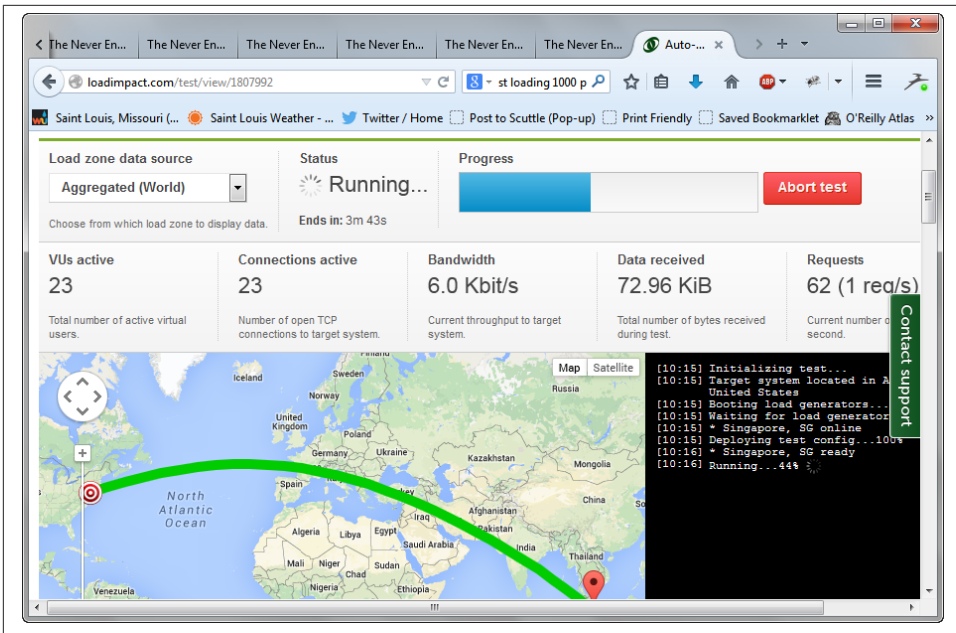 The Never En...
The Never En...
The Never En...
The Never En...
The Never En...
The Never En...
Auto-...
loadimpact.com/test/view/1807992
st loading 1000 p
ABP
Saint Louis, Missouri (...
Saint Louis Weather - ...
Twitter / Home
Post to Scuttle (Pop-up)
Print Friendly
Saved Bookmarklet
O'Reilly Atlas
Load zone data source
Aggregated (World)
Choose from which load zone to display data.
Status
Running...
Ends in: 3m 43s
Progress
Abort test
VUs active
23
Total number of active virtual
users.
Connections active
23
Number of open TCP
connections to target system.
Bandwidth
6.0 Kbit/s
Current throughput to target
system.
Data received
72.96 KiB
Total number of bytes received
during test.
Requests
62 (1 req/s)
Current number
second.
Contact support
Map
Satellite
Iceland
Sweden
Finland
Norway
Russia
United
Kingdom
Poland
Germany
Ukraine
Kazakhstan
Mongolia
Spain
North
Atlantic
Ocean
China
Iraq
Afghanistan
Pakistan
Algeria
Libya
Egypt
Saudi Arabia
India
Thailand
Mali
Niger
Chad
Sudan
Nigeria
Ethiopia
Venezuela
[10:15] Initializing test...
[10:15] Target system located in A
United States
[10:15] Booting load generators...
[10:15] Waiting for load generator
[10:15] * Singapore, SG online
[10:15] Deploying test config...100%
[10:16] * Singapore, SG ready
[10:16] Running...44%